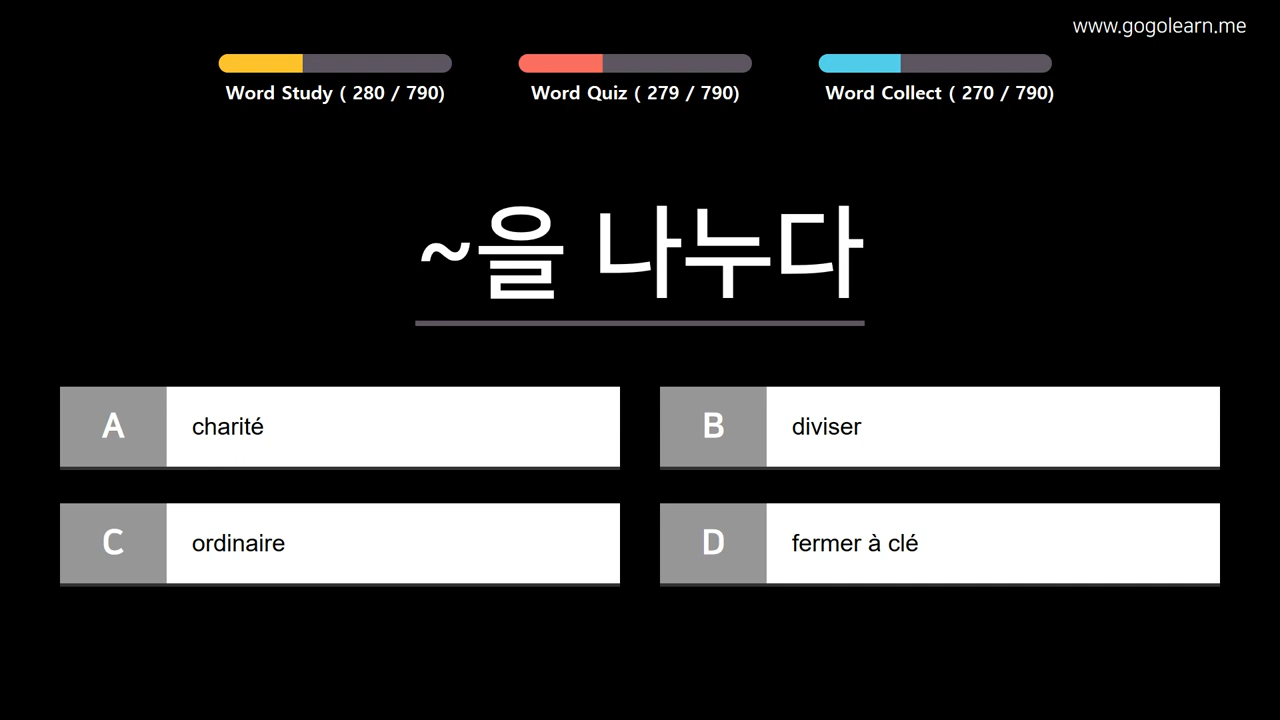 www.gogolearn.me
Word Study ( 280 / 790)
Word Quiz ( 279 / 790)
Word Collect ( 270 / 790)
~을 나누다
A
charité
B
diviser
C
ordinaire
D
fermer à clé